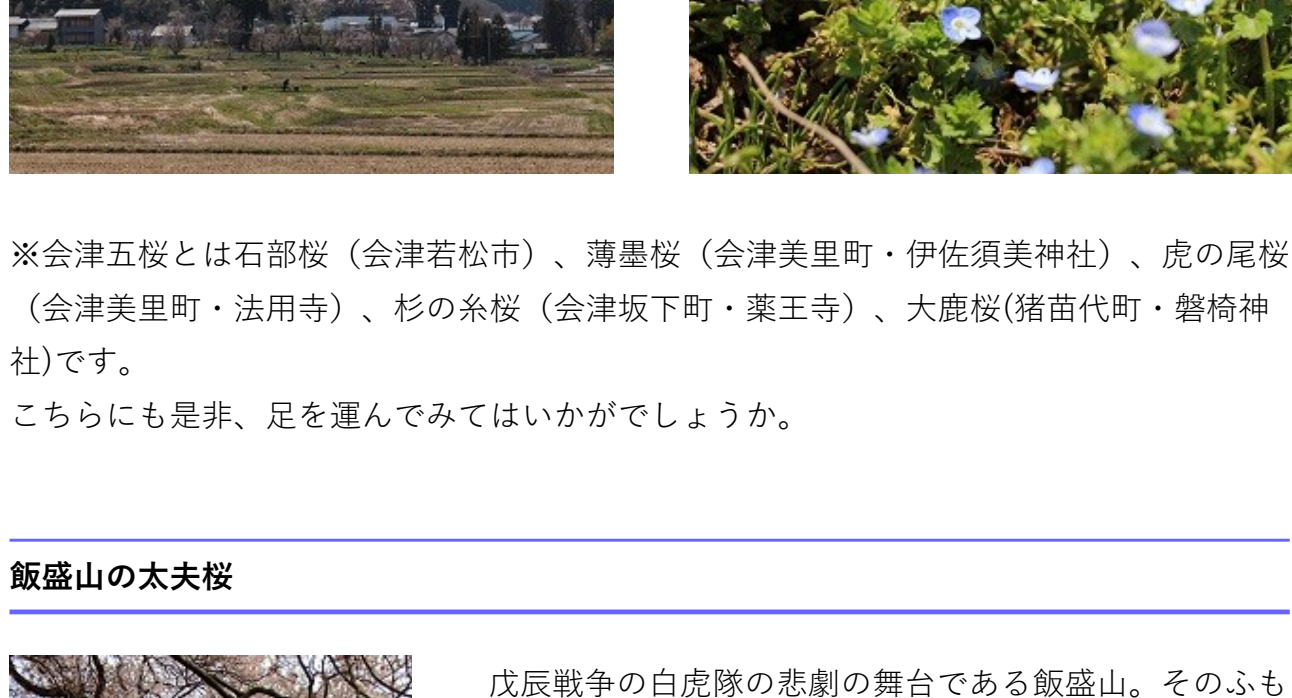 ※会津五桜とは石部桜（会津若松市）、薄墨桜（会津美里町・伊佐須美神社）、虎の尾桜
（会津美里町・法用寺）、杉の糸桜（会津坂下町・薬王寺）、大鹿桜(猪苗代町・磐椅神
社)です。
こちらにも是非、足を運んでみてはいかがでしょうか。
飯盛山の太夫桜
戊辰戦争の白虎隊の悲劇の舞台である飯盛山。そのふも